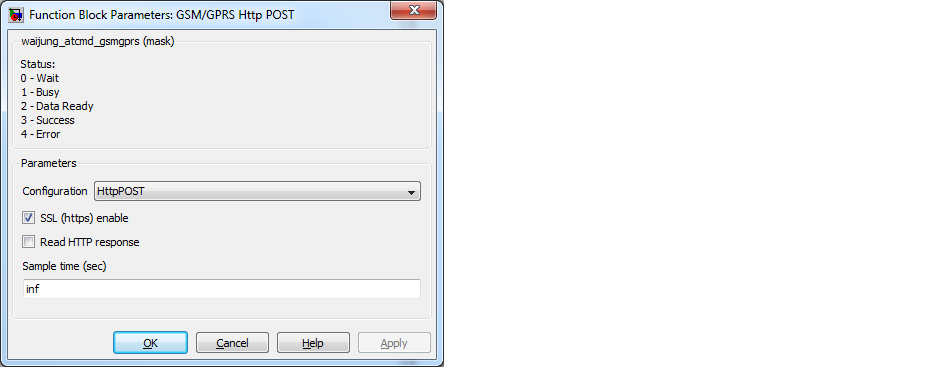 Function Block Parameters: GSM/GPRS Http POST
waijung_atcmd_gsmgprs (mask)
Status:
0 - Wait
1 - Busy
2 - Data Ready
3 - Success
4 - Error
Parameters
Configuration HttpPOST
SSL (https) enable
Read HTTP response
Sample time (sec)
inf
OK Cancel Help Apply